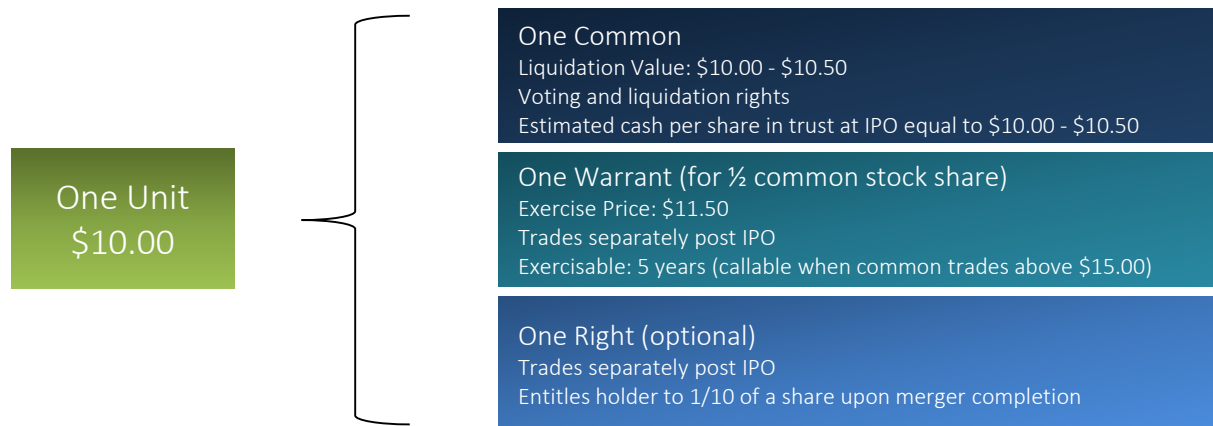 One Unit
$10.00
One Common
Liquidation Value: $10.00 - $10.50
Voting and liquidation rights
Estimated cash per share in trust at IPO equal to $10.00 - $10.50
One Warrant (for ½ common stock share)
Exercise Price: $11.50
Trades separately post IPO
Exercisable: 5 years (callable when common trades above $15.00)
One Right (optional)
Trades separately post IPO
Entitles holder to 1/10 of a share upon merger completion